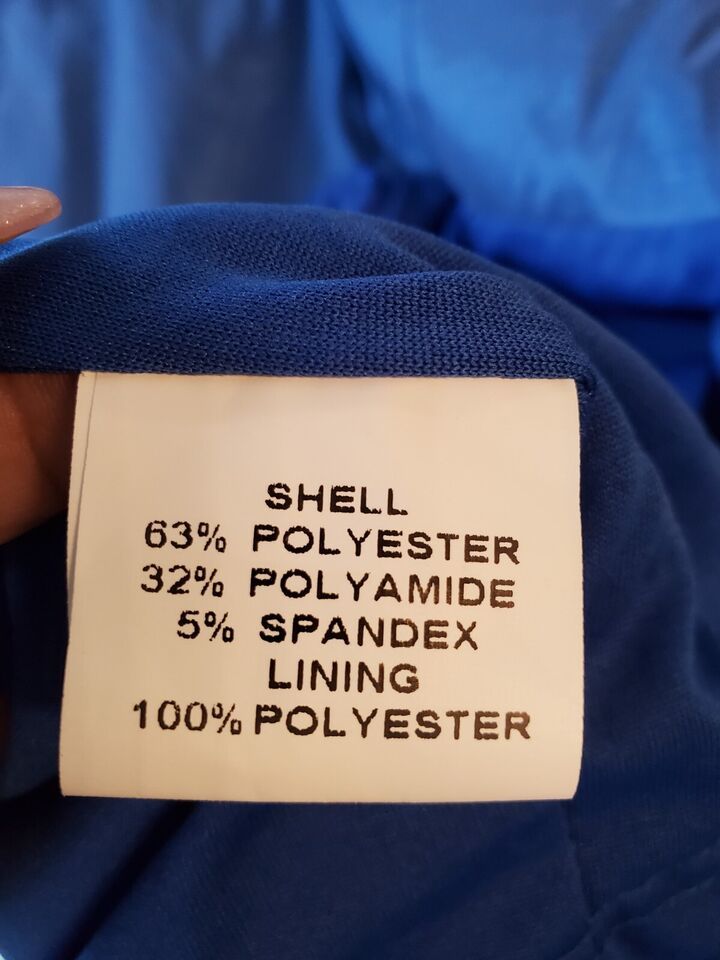 SHELL
63% POLYESTER
32% POLYAMIDE
5% SPANDEX
LINING
100% POLYESTER